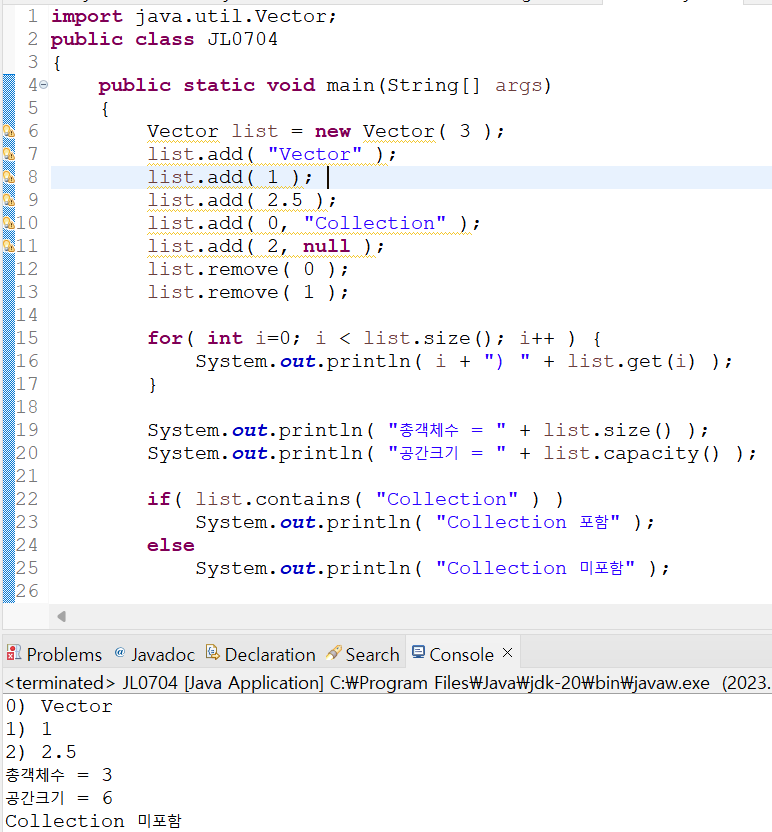 1 import java.util.Vector;
2 public class JL0704
3 {
4 public static void main(String[] args)
5 {
6 Vector list = new Vector( 3 );
7 list.add( "Vector" );
8 list.add( 1 );
9 list.add( 2.5 );
10 list.add( 0, "Collection" );
11 list.add( 2, null );
12 list.remove( 0 );
13 list.remove( 1 );
14
15 for( int i=0; i < list.size(); i++ ) {
16 System.out.println( i + ") " + list.get(i) );
17 }
18
19 System.out.println( "총객체수 = " + list.size() );
20 System.out.println( "공간크기 = " + list.capacity() );
21
22 if( list.contains( "Collection" ) )
23 System.out.println( "Collection 포함" );
24 else
25 System.out.println( "Collection 미포함" );
26
Problems @ Javadoc Declaration Search Console
<terminated> JL0704 [Java Application] C:₩Program Files₩Java₩jdk-20₩bin₩javaw.exe (2023.
0) Vector
1) 1
2) 2.5
총객체수 = 3
공간크기 = 6
Collection 미포함